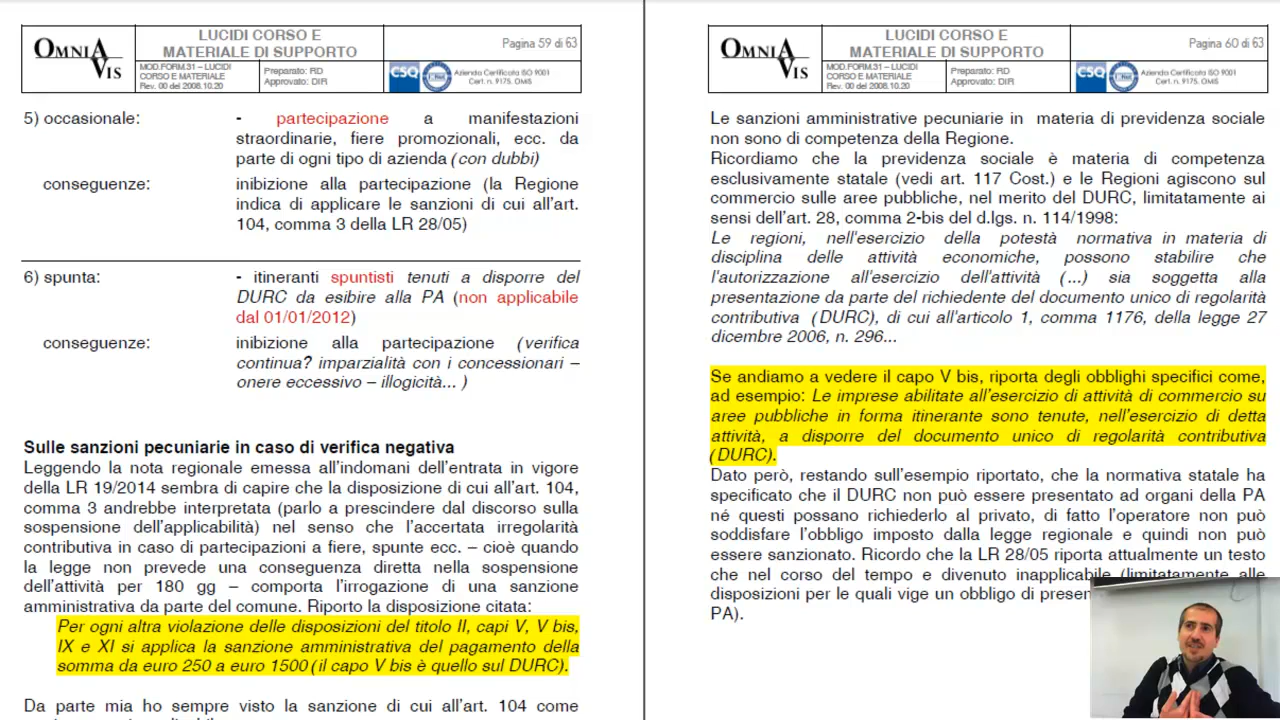 OMNIA
VIS
LUCIDI CORSO E
MATERIALE DI SUPPORTO
Pagina 59 di 63
MOD.FORM.31 – LUCIDI
CORSO E MATERIALE
Rev. 00 del 2008.10.20
Preparato: RD
Approvato: DIR
CSQ
Azienda Certificata ISO 9001
Cert. n. 9175. OMIS
5) occasionale:
- partecipazione a manifestazioni
straordinarie, fiere promozionali, ecc. da
parte di ogni tipo di azienda (con dubbi)
conseguenze:
inibizione alla partecipazione (la Regione
indica di applicare le sanzioni di cui all’art.
104, comma 3 della LR 28/05)
6) spunta:
- itineranti spuntisti tenuti a disporre del
DURC da esibire alla PA (non applicabile
dal 01/01/2012)
conseguenze:
inibizione alla partecipazione (verifica
continua? imparzialità con i concessionari –
onere eccessivo – illogicità... )
Sulle sanzioni pecuniarie in caso di verifica negativa
Leggendo la nota regionale emessa all’indomani dell’entrata in vigore
della LR 19/2014 sembra di capire che la disposizione di cui all’art. 104,
comma 3 andrebbe interpretata (parlo a prescindere dal discorso sulla
sospensione dell’applicabilità) nel senso che l’accertata irregolarità
contributiva in caso di partecipazioni a fiere, spunte ecc. – cioè quando
la legge non prevede una conseguenza diretta nella sospensione
dell’attività per 180 gg – comporta l’irrogazione di una sanzione
amministrativa da parte del comune. Riporto la disposizione citata:
Per ogni altra violazione delle disposizioni del titolo II, capi V, V bis,
IX e XI si applica la sanzione amministrativa del pagamento della
somma da euro 250 a euro 1500 (il capo V bis è quello sul DURC).
Da parte mia ho sempre visto la sanzione di cui all’art. 104 come
OMNIA
VIS
LUCIDI CORSO E
MATERIALE DI SUPPORTO
Pagina 60 di 63
MOD.FORM.31 – LUCIDI
CORSO E MATERIALE
Rev. 00 del 2008.10.20
Preparato: RD
Approvato: DIR
CSQ
Azienda Certificata ISO 9001
Cert. n. 9175. OMIS
Le sanzioni amministrative pecuniarie in materia di previdenza sociale
non sono di competenza della Regione.
Ricordiamo che la previdenza sociale è materia di competenza
esclusivamente statale (vedi art. 117 Cost.) e le Regioni agiscono sul
commercio sulle aree pubbliche, nel merito del DURC, limitatamente ai
sensi dell’art. 28, comma 2-bis del d.lgs. n. 114/1998:
Le regioni, nell'esercizio della potestà normativa in materia di
disciplina delle attività economiche, possono stabilire che
l'autorizzazione all'esercizio dell'attività (...) sia soggetta alla
presentazione da parte del richiedente del documento unico di regolarità
contributiva (DURC), di cui all'articolo 1, comma 1176, della legge 27
dicembre 2006, n. 296...
Se andiamo a vedere il capo V bis, riporta degli obblighi specifici come,
ad esempio: Le imprese abilitate all’esercizio di attività di commercio su
aree pubbliche in forma itinerante sono tenute, nell’esercizio di detta
attività, a disporre del documento unico di regolarità contributiva
(DURC).
Dato però, restando sull’esempio riportato, che la normativa statale ha
specificato che il DURC non può essere presentato ad organi della PA
né questi possano richiederlo al privato, di fatto l’operatore non può
soddisfare l’obbligo imposto dalla legge regionale e quindi non può
essere sanzionato. Ricordo che la LR 28/05 riporta attualmente un testo
che nel corso del tempo e divenuto inapplicabile (limitatamente alle
disposizioni per le quali vige un obbligo di
PA).